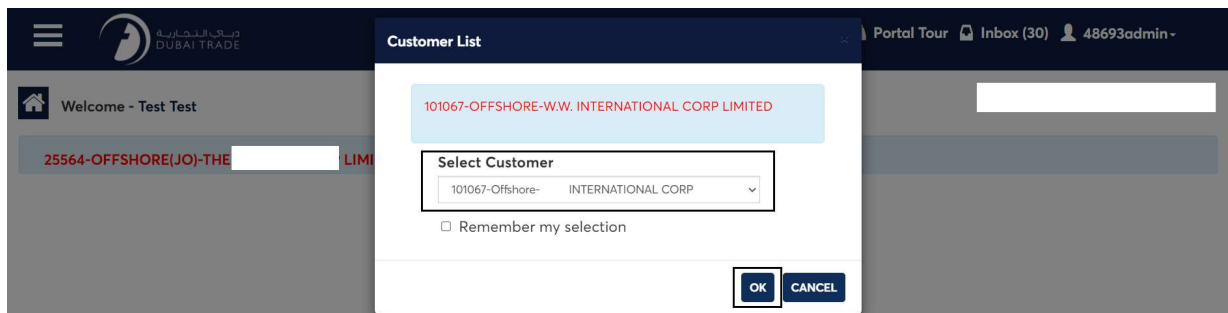 دبي التجارية
DUBAI TRADE
Customer List
×
Portal Tour Inbox (30) 48693admin
Welcome - Test Test
101067-OFFSHORE-W.W. INTERNATIONAL CORP LIMITED
25564-OFFSHORE(JO)-THE LIMI
Select Customer
101067-Offshore- INTERNATIONAL CORP
Remember my selection
OK CANCEL